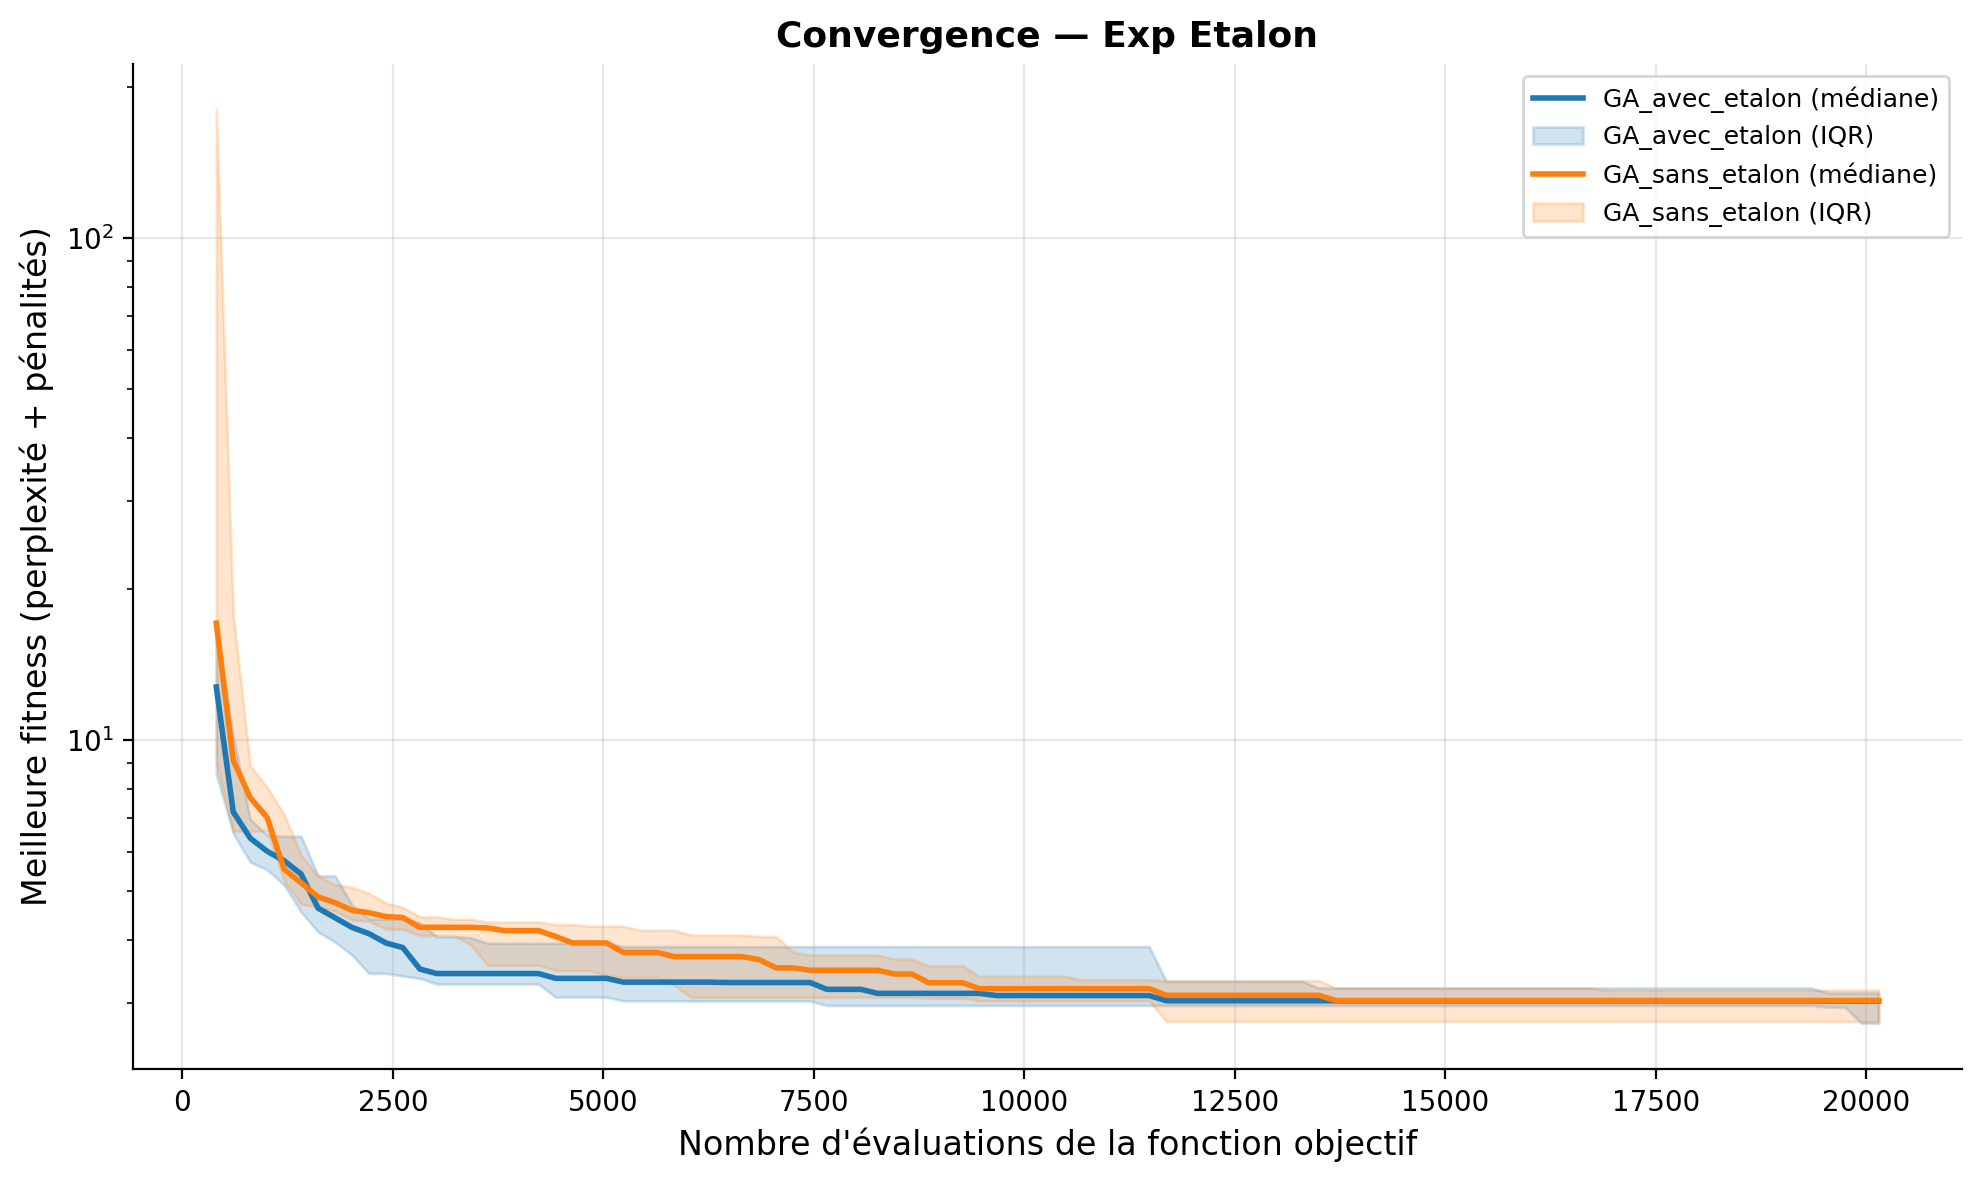 Convergence — Exp Etalon
GA_avec_etalon (médiane)
GA_avec_etalon (IQR)
GA_sans_etalon (médiane)
GA_sans_etalon (IQR)
Meilleure fitness (perplexité + pénalités)
10²
10¹
0 2500 5000 7500 10000 12500 15000 17500 20000
Nombre d'évaluations de la fonction objectif